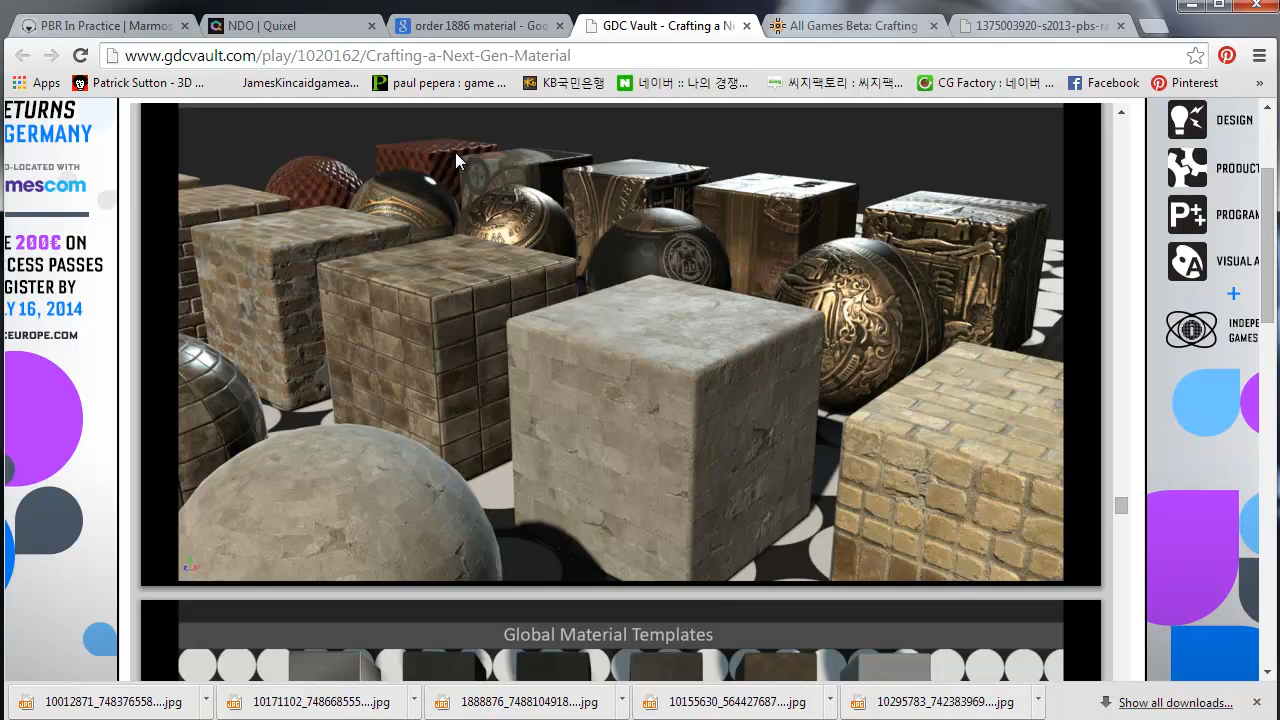 PBR In Practice | Marmos
NDO | Quixel
order 1886 material - Goo
GDC Vault - Crafting a Ne
All Games Beta: Crafting
1375003920-s2013-pbs-ra
www.gdcvault.com/play/1020162/Crafting-a-Next-Gen-Material
Apps
Patrick Sutton - 3D ...
JamesKincaidgamea...
paul pepera: game ...
KB국민은행
네이버 :: 나의 경쟁...
씨지팩토리 : 씨지팩...
CG Factory : 네이버 ...
Facebook
Pinterest
»
ETURNS
GERMANY
O-LOCATED WITH
mescom
E 200€ ON
CCESS PASSES
GISTER BY
LY 16, 2014
CEUROPE.COM
DESIGN
PRODUCT
PROGRAM
VISUAL A
+
INDEPE
GAMES
Global Material Templates
10012871_748376558....jpg
10171102_748668555....jpg
1888876_7488104918....jpg
10155630_564427687....jpg
10295783_742383969....jpg
Show all downloads...